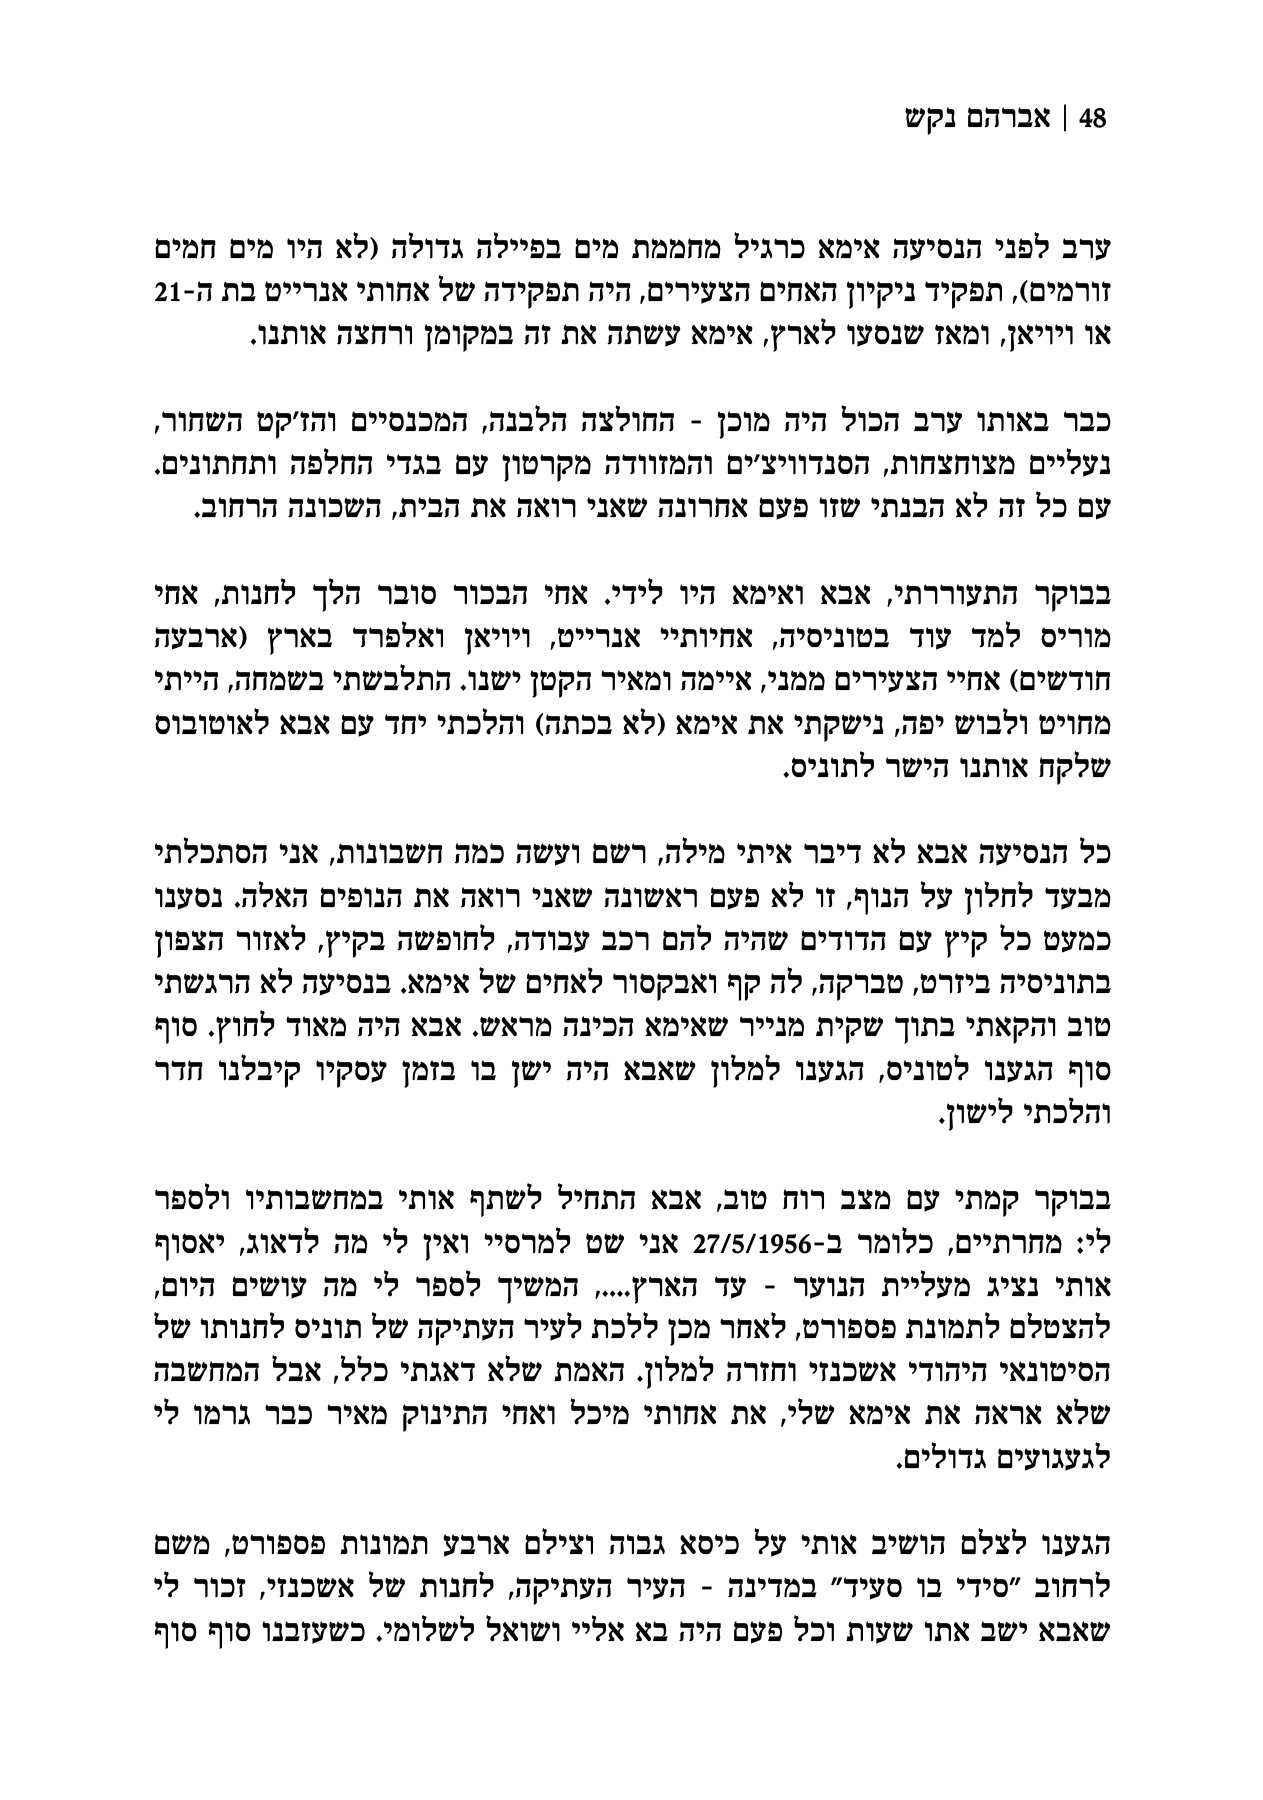 48 | אברהם נקש
ערב לפני הנסיעה אימא כרגיל מחממת מים בפיילה גדולה (לא היו מים חמים
זורמים), תפקיד ניקיון האחים הצעירים, היה תפקידה של אחותי אנרייט בת ה-21
או ויויאן, ומאז שנסעו לארץ, אימא עשתה את זה במקומן ורחצה אותנו.
כבר באותו ערב הכול היה מוכן - החולצה הלבנה, המכנסיים והז'קט השחור,
נעליים מצוחצחות, הסנדוויצ'ים והמזוודה מקרטון עם בגדי החלפה ותחתונים.
עם כל זה לא הבנתי שזו פעם אחרונה שאני רואה את הבית, השכונה הרחוב.
בבוקר התעוררתי, אבא ואימא היו לידי. אחי הבכור סובר הלך לחנות, אחי
מוריס למד עוד בטוניסיה, אחיותיי אנרייט, ויויאן ואלפרד בארץ (ארבעה
חודשים) אחיי הצעירים ממני, איימה ומאיר הקטן ישנו. התלבשתי בשמחה, הייתי
מחויט ולבוש יפה, נישקתי את אימא (לא בכתה) והלכתי יחד עם אבא לאוטובוס
שלקח אותנו הישר לתוניס.
כל הנסיעה אבא לא דיבר איתי מילה, רשם ועשה כמה חשבונות, אני הסתכלתי
מבעד לחלון על הנוף, זו לא פעם ראשונה שאני רואה את הנופים האלה. נסענו
כמעט כל קיץ עם הדודים שהיה להם רכב עבודה, לחופשה בקיץ, לאזור הצפון
בתוניסיה ביזרט, טברקה, לה קף ואבקסור לאחים של אימא. בנסיעה לא הרגשתי
טוב והקאתי בתוך שקית מנייר שאימא הכינה מראש. אבא היה מאוד לחוץ. סוף
סוף הגענו לטוניס, הגענו למלון שאבא היה ישן בו בזמן עסקיו קיבלנו חדר
והלכתי לישון.
בבוקר קמתי עם מצב רוח טוב, אבא התחיל לשתף אותי במחשבותיו ולספר
לי: מחרתיים, כלומר ב-27/5/1956 אני שט למרסיי ואין לי מה לדאוג, יאסוף
אותי נציג מעליית הנוער - עד הארץ...., המשיך לספר לי מה עושים היום,
להצטלם לתמונת פספורט, לאחר מכן ללכת לעיר העתיקה של תוניס לחנותו של
הסיטונאי היהודי אשכנזי וחזרה למלון. האמת שלא דאגתי כלל, אבל המחשבה
שלא אראה את אימא שלי, את אחותי מיכל ואחי התינוק מאיר כבר גרמו לי
לגעגועים גדולים.
הגענו לצלם הושיב אותי על כיסא גבוה וצילם ארבע תמונות פספורט, משם
לרחוב "סידי בו סעיד" במדינה - העיר העתיקה, לחנות של אשכנזי, זכור לי
שאבא ישב אתו שעות וכל פעם היה בא אליי ושואל לשלומי. כשעזבנו סוף סוף